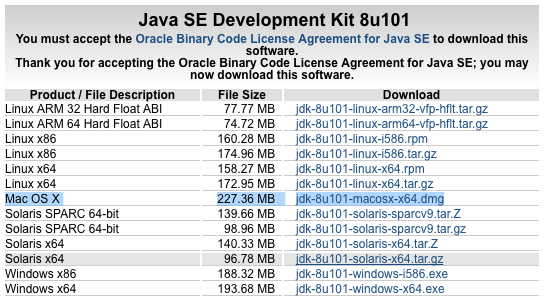 Java SE Development Kit 8u101
You must accept the Oracle Binary Code License Agreement for Java SE to download this
software.
Thank you for accepting the Oracle Binary Code License Agreement for Java SE; you may
now download this software.
Product / File Description File Size Download
Linux ARM 32 Hard Float ABI 77.77 MB jdk-8u101-linux-arm32-vfp-hflt.tar.gz
Linux ARM 64 Hard Float ABI 74.72 MB jdk-8u101-linux-arm64-vfp-hflt.tar.gz
Linux x86 160.28 MB jdk-8u101-linux-i586.rpm
Linux x86 174.96 MB jdk-8u101-linux-i586.tar.gz
Linux x64 158.27 MB jdk-8u101-linux-x64.rpm
Linux x64 172.95 MB jdk-8u101-linux-x64.tar.gz
Mac OS X 227.36 MB jdk-8u101-macosx-x64.dmg
Solaris SPARC 64-bit 139.66 MB jdk-8u101-solaris-sparcv9.tar.Z
Solaris SPARC 64-bit 98.96 MB jdk-8u101-solaris-sparcv9.tar.gz
Solaris x64 140.33 MB jdk-8u101-solaris-x64.tar.Z
Solaris x64 96.78 MB jdk-8u101-solaris-x64.tar.gz
Windows x86 188.32 MB jdk-8u101-windows-i586.exe
Windows x64 193.68 MB jdk-8u101-windows-x64.exe